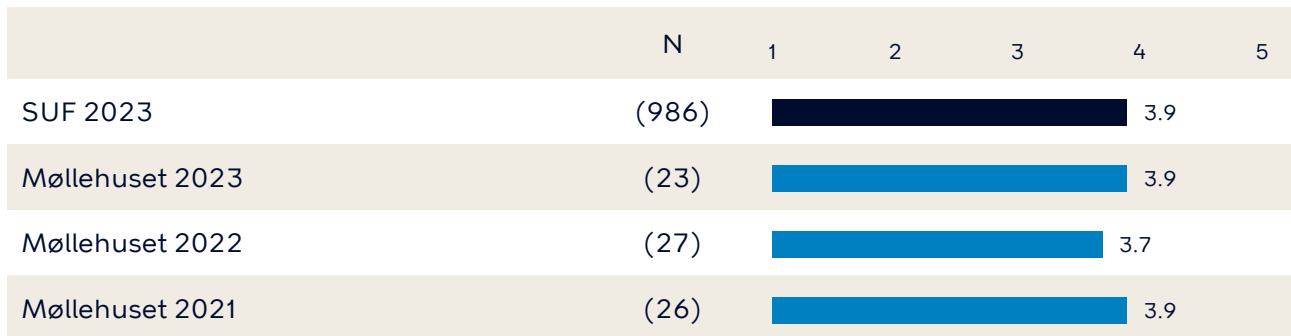 N 1 2 3 4 5
SUF 2023 (986) 3.9
Møllehuset 2023 (23) 3.9
Møllehuset 2022 (27) 3.7
Møllehuset 2021 (26) 3.9